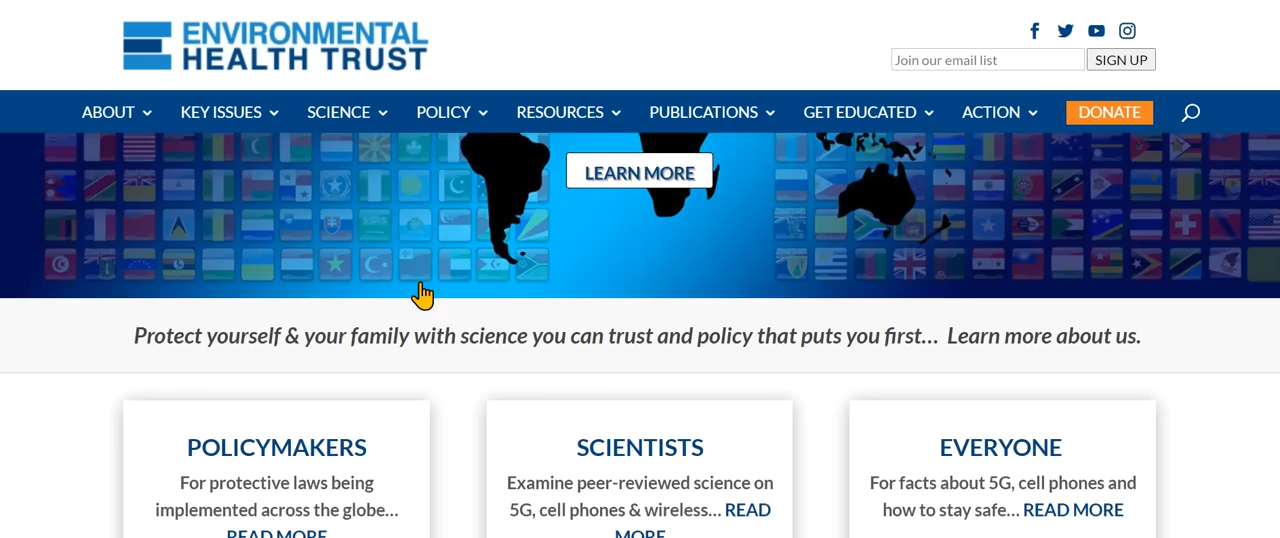 ENVIRONMENTAL
HEALTH TRUST
Join our email list
SIGN UP
ABOUT KEY ISSUES SCIENCE POLICY RESOURCES PUBLICATIONS GET EDUCATED ACTION DONATE
LEARN MORE
Protect yourself & your family with science you can trust and policy that puts you first... Learn more about us.
POLICYMAKERS
For protective laws being
implemented across the globe...
READ MORE
SCIENTISTS
Examine peer-reviewed science on
5G, cell phones & wireless... READ
MORE
EVERYONE
For facts about 5G, cell phones and
how to stay safe... READ MORE